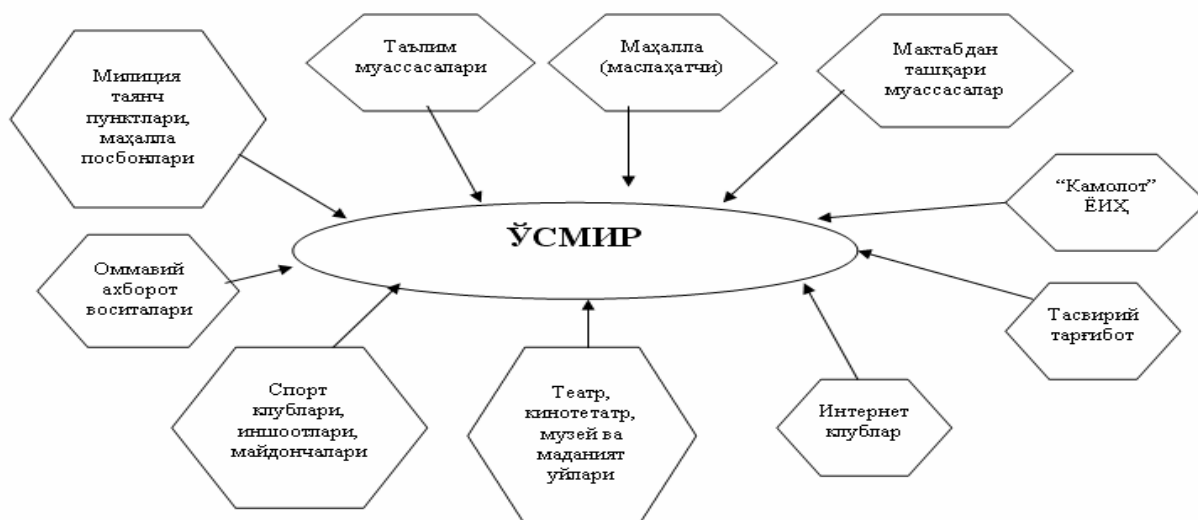 Милиция
таянч
пунктлари,
маҳалла
посбонлари
Таълим
муассасалари
Маҳалла
(маслаҳатчи)
Мактабдан
ташқари
муассасалар
“Камолот”
ЁИҲ
ЎСМИР
Оммавий
ахборот
воситалари
Тасвирий
тарғибот
Спорт
клублари,
иншоотлари,
майдончалари
Театр,
кинотетатр,
музей ва
маданият
уйлари
Интернет
клублар